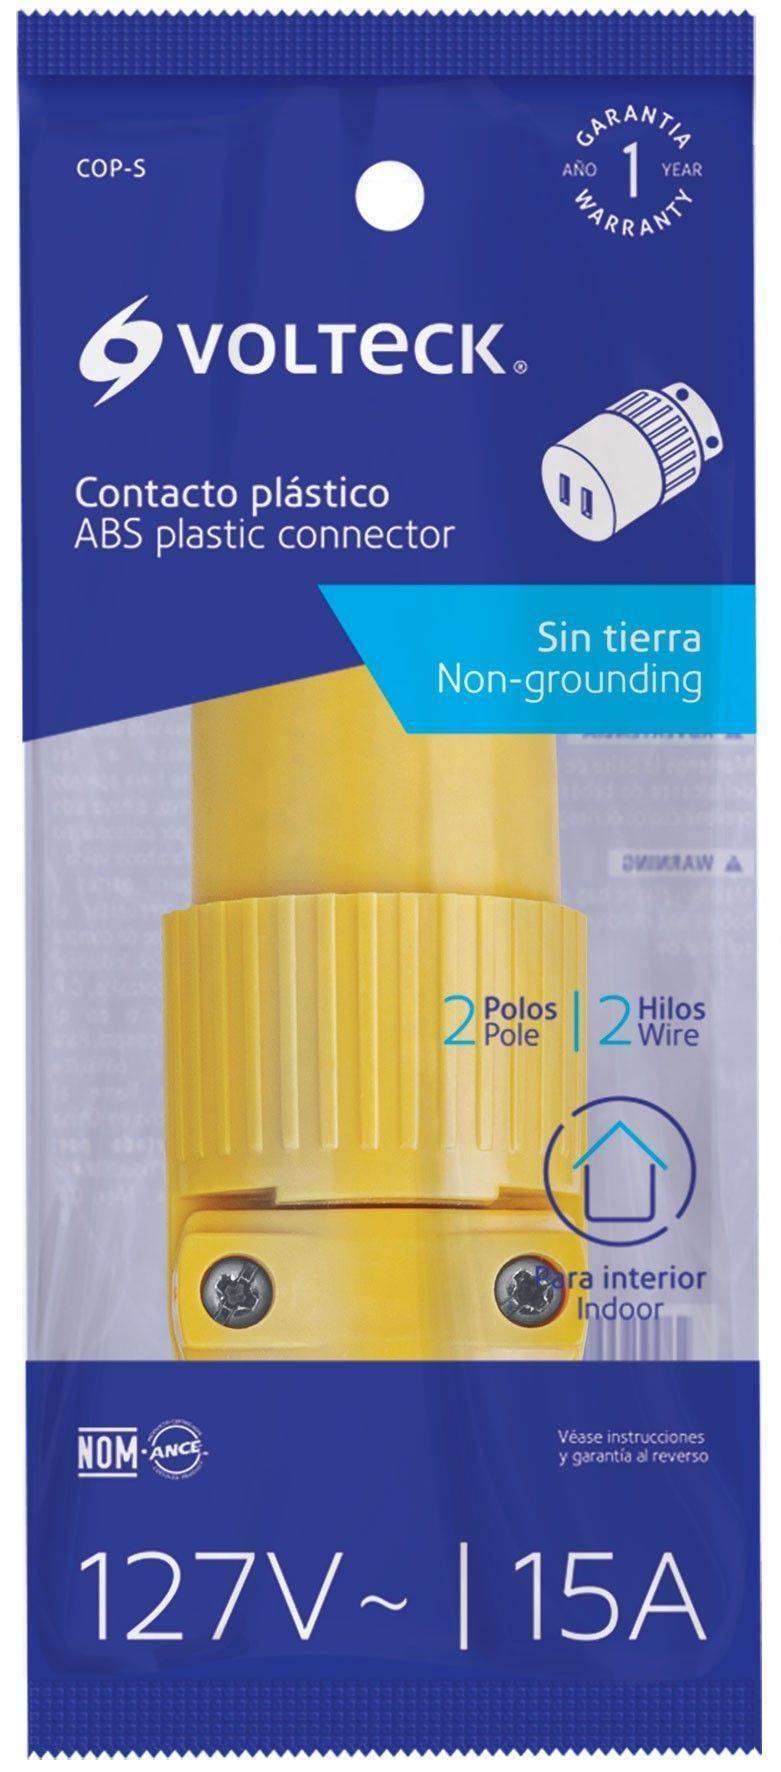 COP-S
GARANTIA
AÑO 1 YEAR
WARRANTY
VOLTECK®
Contacto plástico
ABS plastic connector
Sin tierra
Non-grounding
WARNING
2 Polos | 2 Hilos
Pole Wire
Para interior
Indoor
NOM ANCE
Véase instrucciones
y garantía al reverso
127V~ | 15A